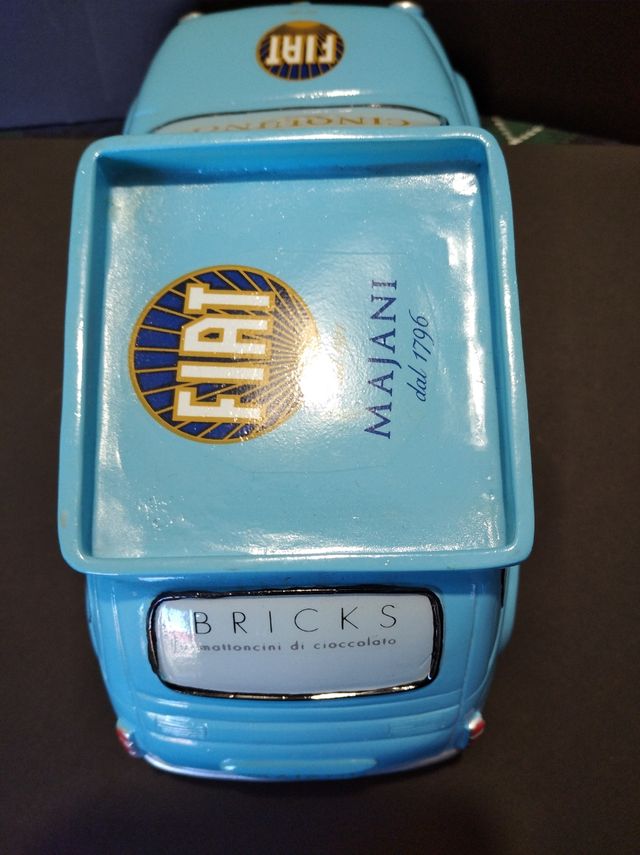 FIAT
CINQUINO
FIAT
MAJANI
dal 1796
BRICKS
mattoncini di cioccolato